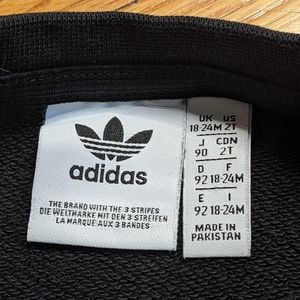 adidas
THE BRAND WITH THE 3 STRIPES
DIE WELTMARKE MIT DEN 3 STREIFEN
LA MARQUE AUX 3 BANDES
UK US
18-24M 2T
J CDN
90 2T
D F
92 18-24M
E I
92 18-24M
MADE IN
PAKISTAN